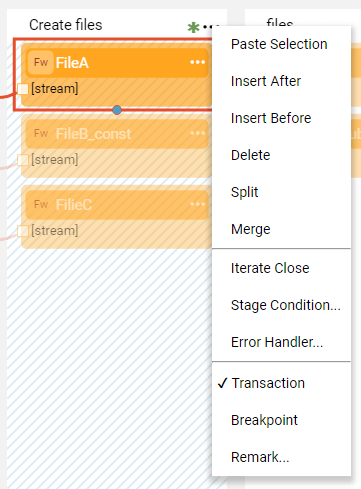 Create files
files
Fw FileA
[stream]
Fw FileB_const
[stream]
Fw FilieC
[stream]
Paste Selection
Insert After
Insert Before
Delete
Split
Merge
Iterate Close
Stage Condition...
Error Handler...
✓ Transaction
Breakpoint
Remark...